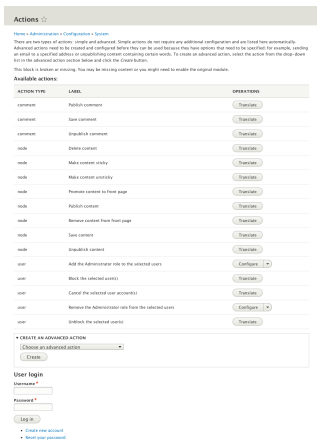 Actions ☆
Home » Administration » Configuration » System
There are two types of actions: simple and advanced. Simple actions do not require any additional configuration and are listed here automatically.
Advanced actions need to be created and configured before they can be used because they have options that need to be specified; for example, sending
an email to a specified address or unpublishing content containing certain words. To create an advanced action, select the action from the drop-down
list in the advanced action section below and click the Create button.
This block is broken or missing. You may be missing content or you might need to enable the original module.
Available actions:
ACTION TYPE LABEL OPERATIONS
comment Publish comment Translate
comment Save comment Translate
comment Unpublish comment Translate
node Delete content Translate
node Make content sticky Translate
node Make content unsticky Translate
node Promote content to front page Translate
node Publish content Translate
node Remove content from front page Translate
node Save content Translate
node Unpublish content Translate
user Add the Administrator role to the selected users Configure
user Block the selected user(s) Translate
user Cancel the selected user account(s) Translate
user Remove the Administrator role from the selected users Configure
user Unblock the selected user(s) Translate
▼ CREATE AN ADVANCED ACTION
Choose an advanced action
Create
User login
Username *
Password *
Log in
• Create new account
• Reset your password